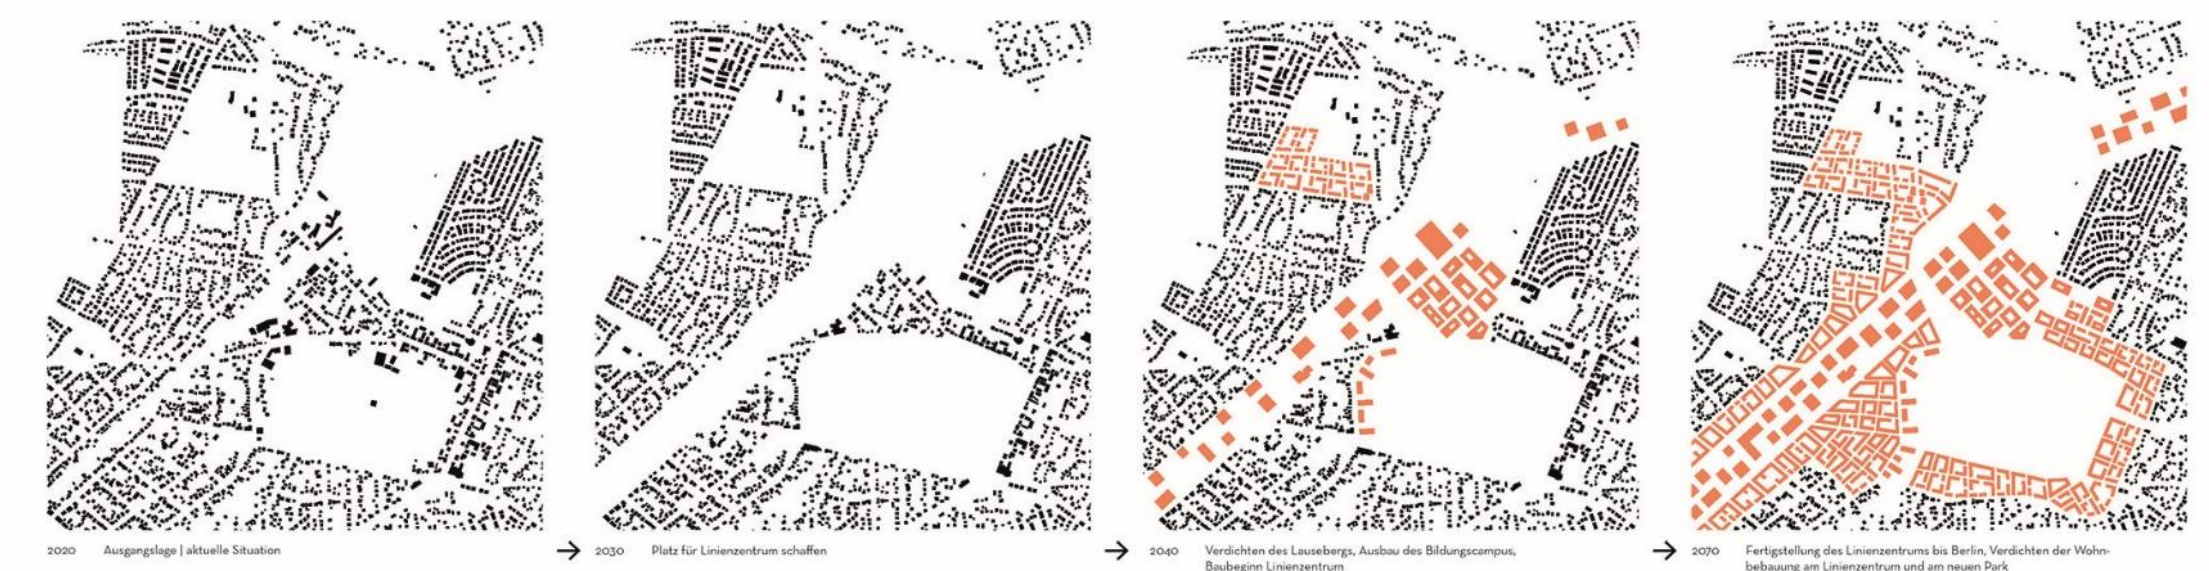 2020 Ausgangslage | aktuelle Situation
2030 Platz für Linienzentrum schaffen
2040 Verdichten des Lausebergs, Ausbau des Bildungscampus,
Baubeginn Linienzentrum
2070 Fertigstellung des Linienzentrums bis Berlin, Verdichten der Wohn-
bebauung am Linienzentrum und am neuen Park